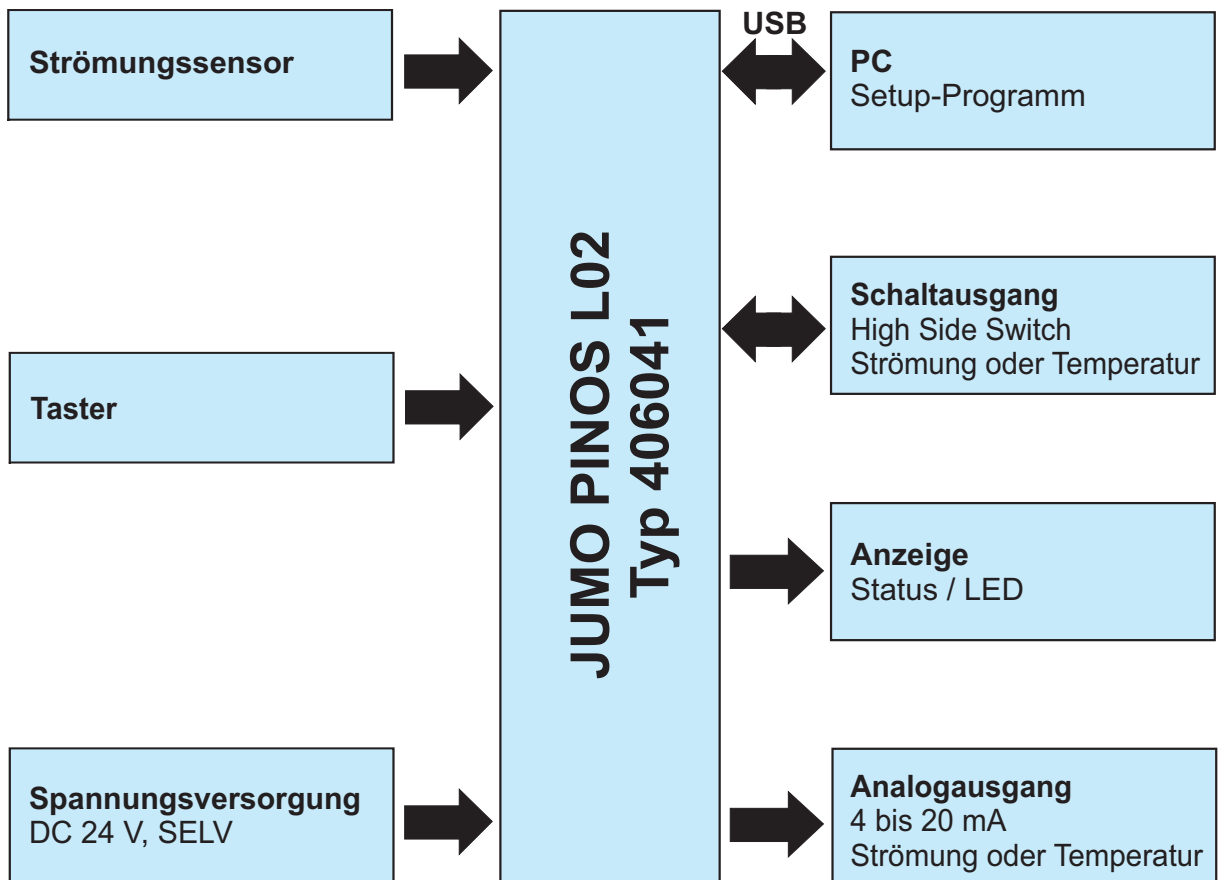 Strömungssensor
Taster
Spannungsversorgung
DC 24 V, SELV
JUMO PINOS L02
Typ 406041
USB
PC
Setup-Programm
Schaltausgang
High Side Switch
Strömung oder Temperatur
Anzeige
Status / LED
Analogausgang
4 bis 20 mA
Strömung oder Temperatur